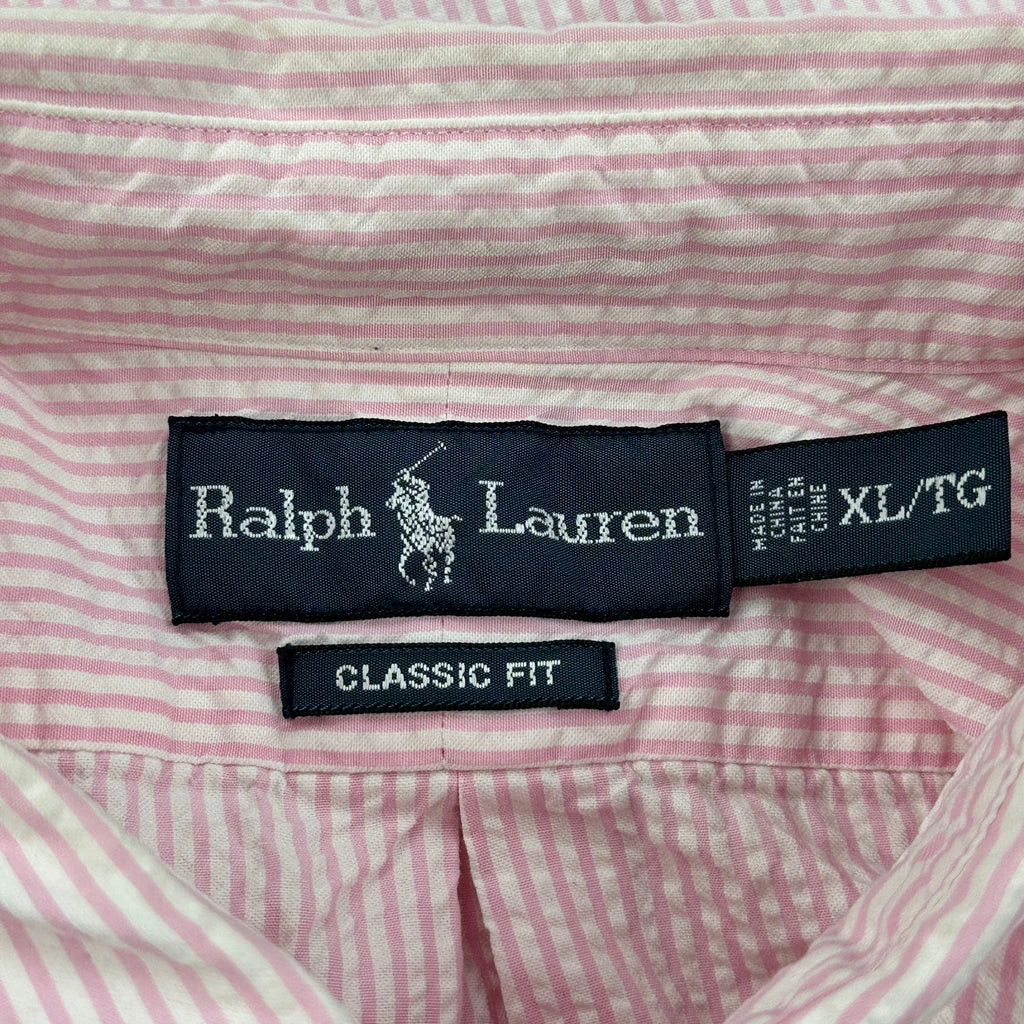 Ralph Lauren
MADE IN
CHINA
FAIT EN
CHINE
XL/TG
CLASSIC FIT